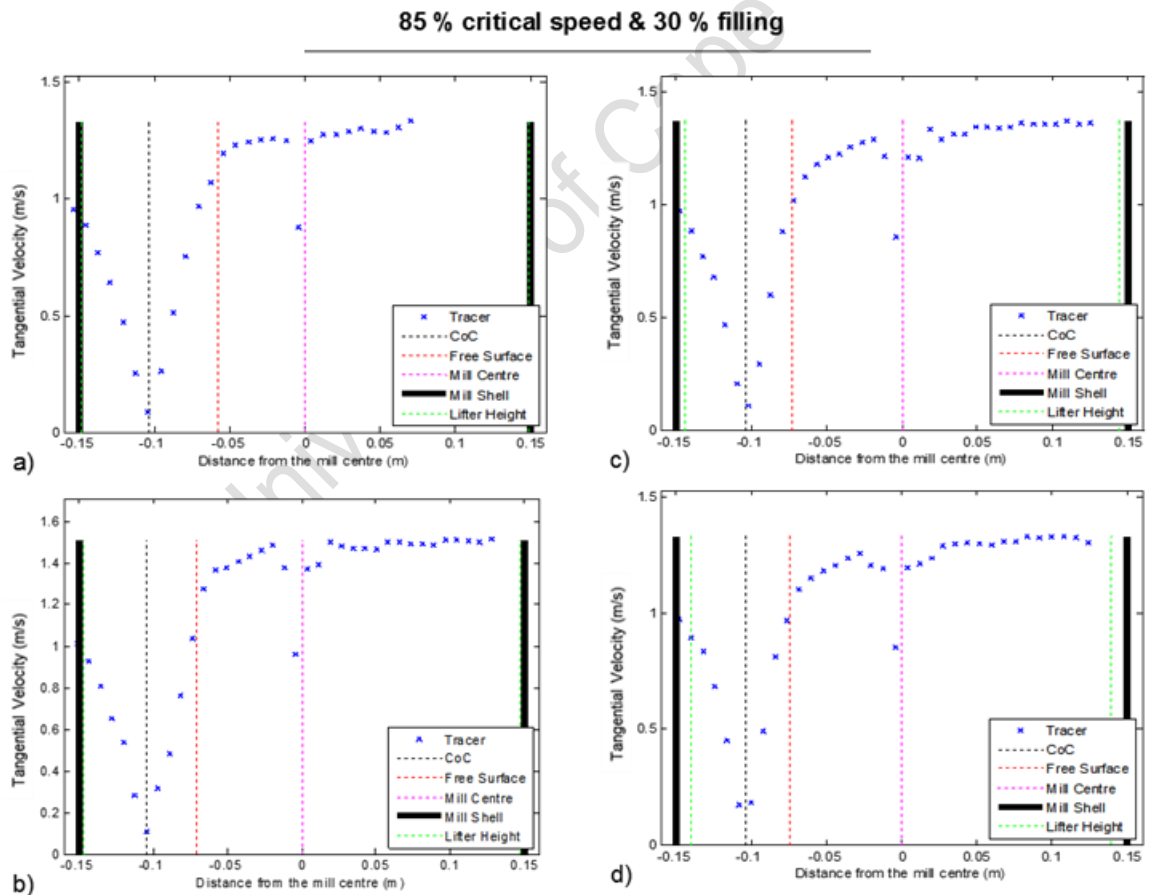 85 % critical speed & 30 % filling
University of Cape
1.5
1
0.5
0
Tangential Velocity (m/s)
Tracer
CoC
Free Surface
Mill Centre
Mill Shell
Lifter Height
-0.15 -0.1 -0.05 0 0.05 0.1 0.15
Distance from the mill centre (m)
a)
1.5
1
0.5
0
Tangential Velocity (m/s)
Tracer
CoC
Free Surface
Mill Centre
Mill Shell
Lifter Height
-0.15 -0.1 -0.05 0 0.05 0.1 0.15
Distance from the mill centre (m)
c)
1.6
1.4
1.2
1
0.8
0.6
0.4
0.2
0
Tangential Velocity (m/s)
Tracer
CoC
Free Surface
Mill Centre
Mill Shell
Lifter Height
-0.15 -0.1 -0.05 0 0.05 0.1 0.15
Distance from the mill centre (m)
b)
1.5
1
0.5
0
Tangential Velocity (m/s)
Tracer
CoC
Free Surface
Mill Centre
Mill Shell
Lifter Height
-0.15 -0.1 -0.05 0 0.05 0.1 0.15
Distance from the mill centre (m)
d)